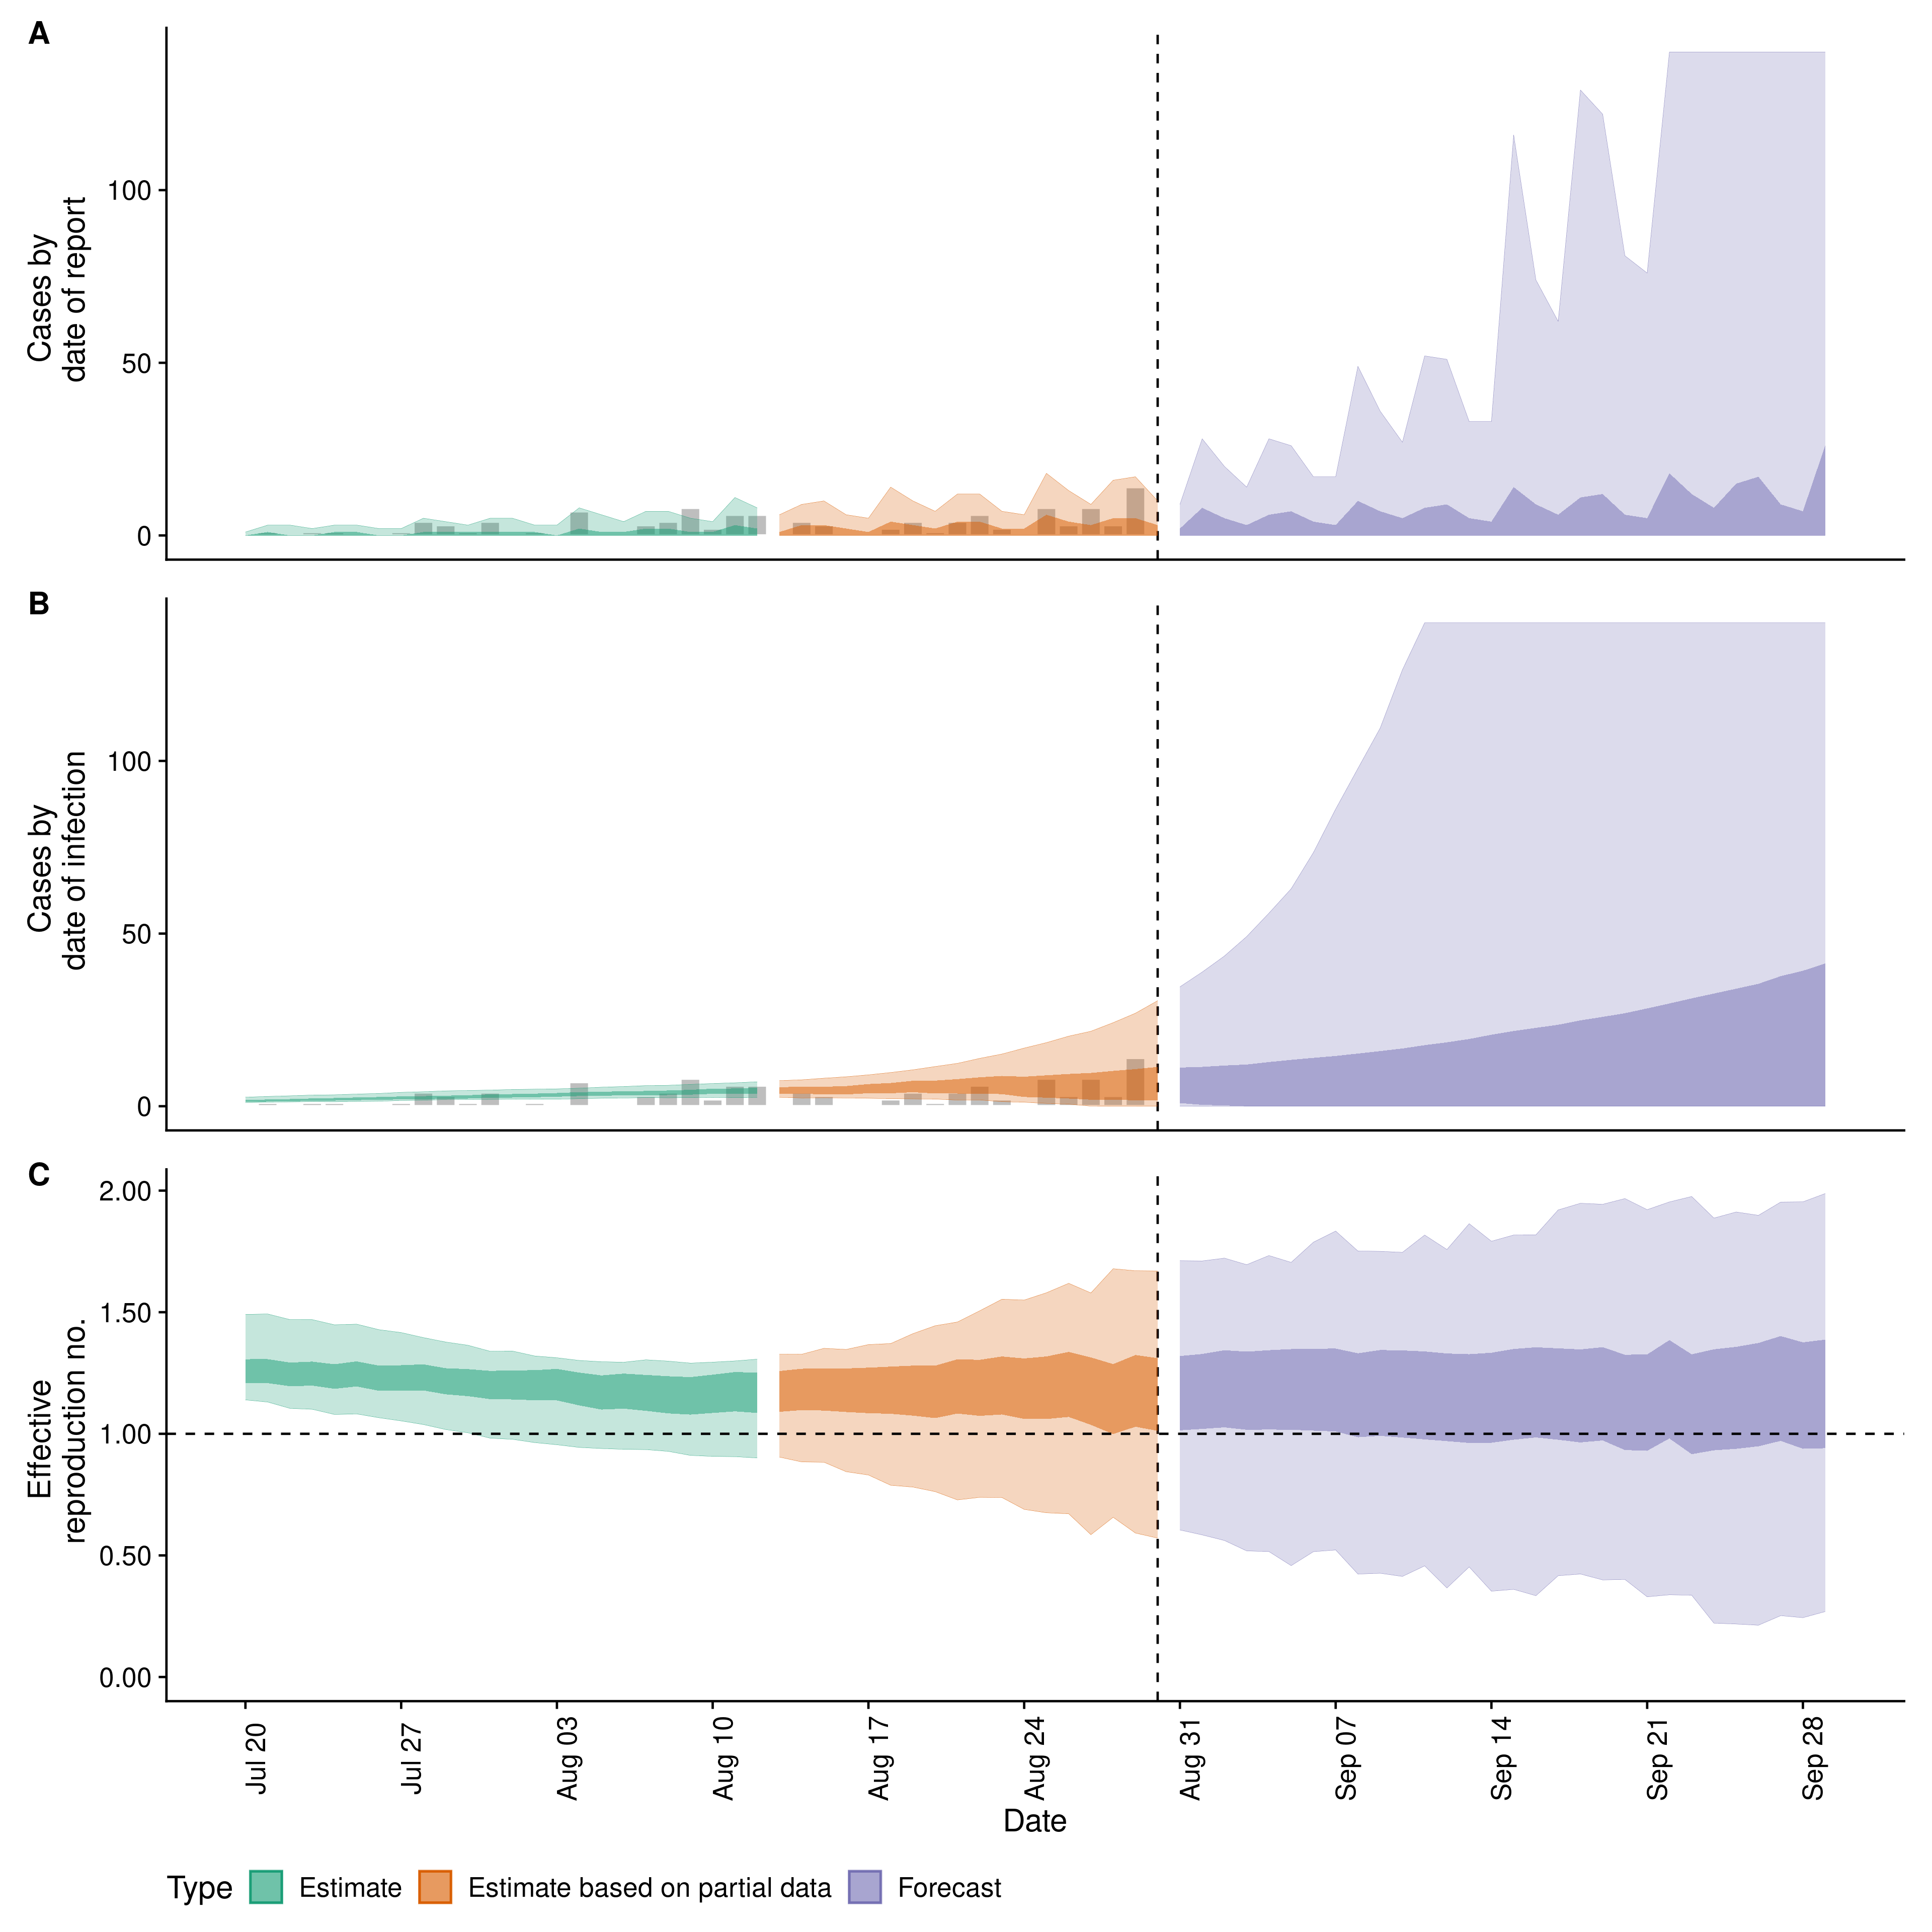 A
Cases by
date of report
100
50
0
B
Cases by
date of infection
100
50
0
C
Effective
reproduction no.
2.00
1.50
1.00
0.50
0.00
Jul 20
Jul 27
Aug 03
Aug 10
Aug 17
Aug 24
Aug 31
Sep 07
Sep 14
Sep 21
Sep 28
Date
Type Estimate Estimate based on partial data Forecast